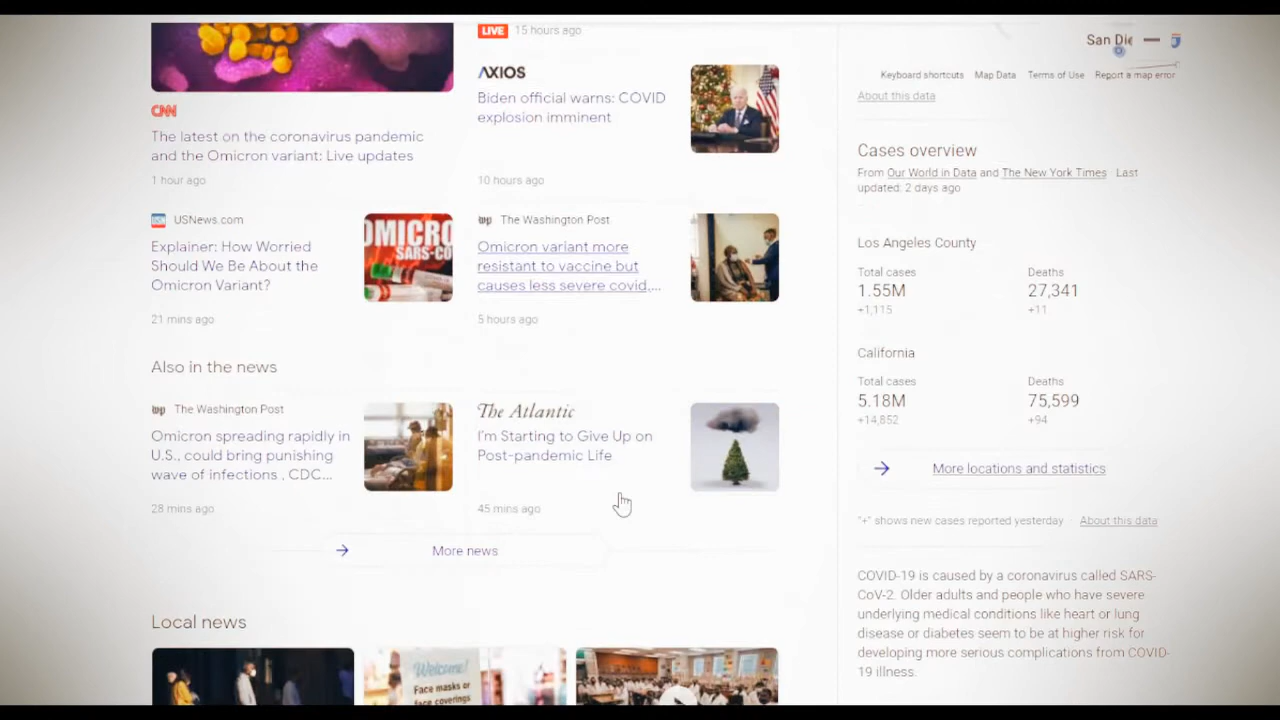 LIVE 15 hours ago
CNN
The latest on the coronavirus pandemic
and the Omicron variant: Live updates
1 hour ago
AXIOS
Biden official warns: COVID
explosion imminent
10 hours ago
USNews.com
Explainer: How Worried
Should We Be About the
Omicron Variant?
21 mins ago
OMICRO
SARS-CO
wp The Washington Post
Omicron variant more
resistant to vaccine but
causes less severe covid,...
5 hours ago
Also in the news
wp The Washington Post
Omicron spreading rapidly in
U.S., could bring punishing
wave of infections , CDC...
28 mins ago
The Atlantic
I'm Starting to Give Up on
Post-pandemic Life
45 mins ago
More news
Local news
Welcome!
Face masks or
face coverings
San Die
Keyboard shortcuts Map Data Terms of Use Report a map error
About this data
Cases overview
From Our World in Data and The New York Times Last
updated: 2 days ago
Los Angeles County
Total cases Deaths
1.55M 27,341
+1,115 +11
California
Total cases Deaths
5.18M 75,599
+14,852 +94
More locations and statistics
"+" shows new cases reported yesterday About this data
COVID-19 is caused by a coronavirus called SARS-
CoV-2. Older adults and people who have severe
underlying medical conditions like heart or lung
disease or diabetes seem to be at higher risk for
developing more serious complications from COVID-
19 illness.